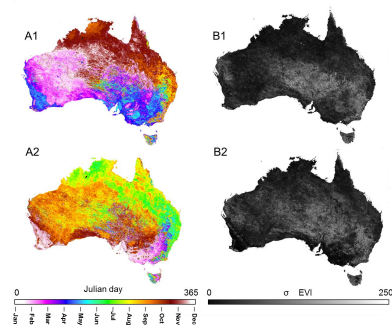 A1
B1
A2
B2
0 Julian day 365
Jan
Feb
Mar
Apr
May
Jun
Jul
Aug
Sep
Oct
Nov
Dec
0 σ EVI 250